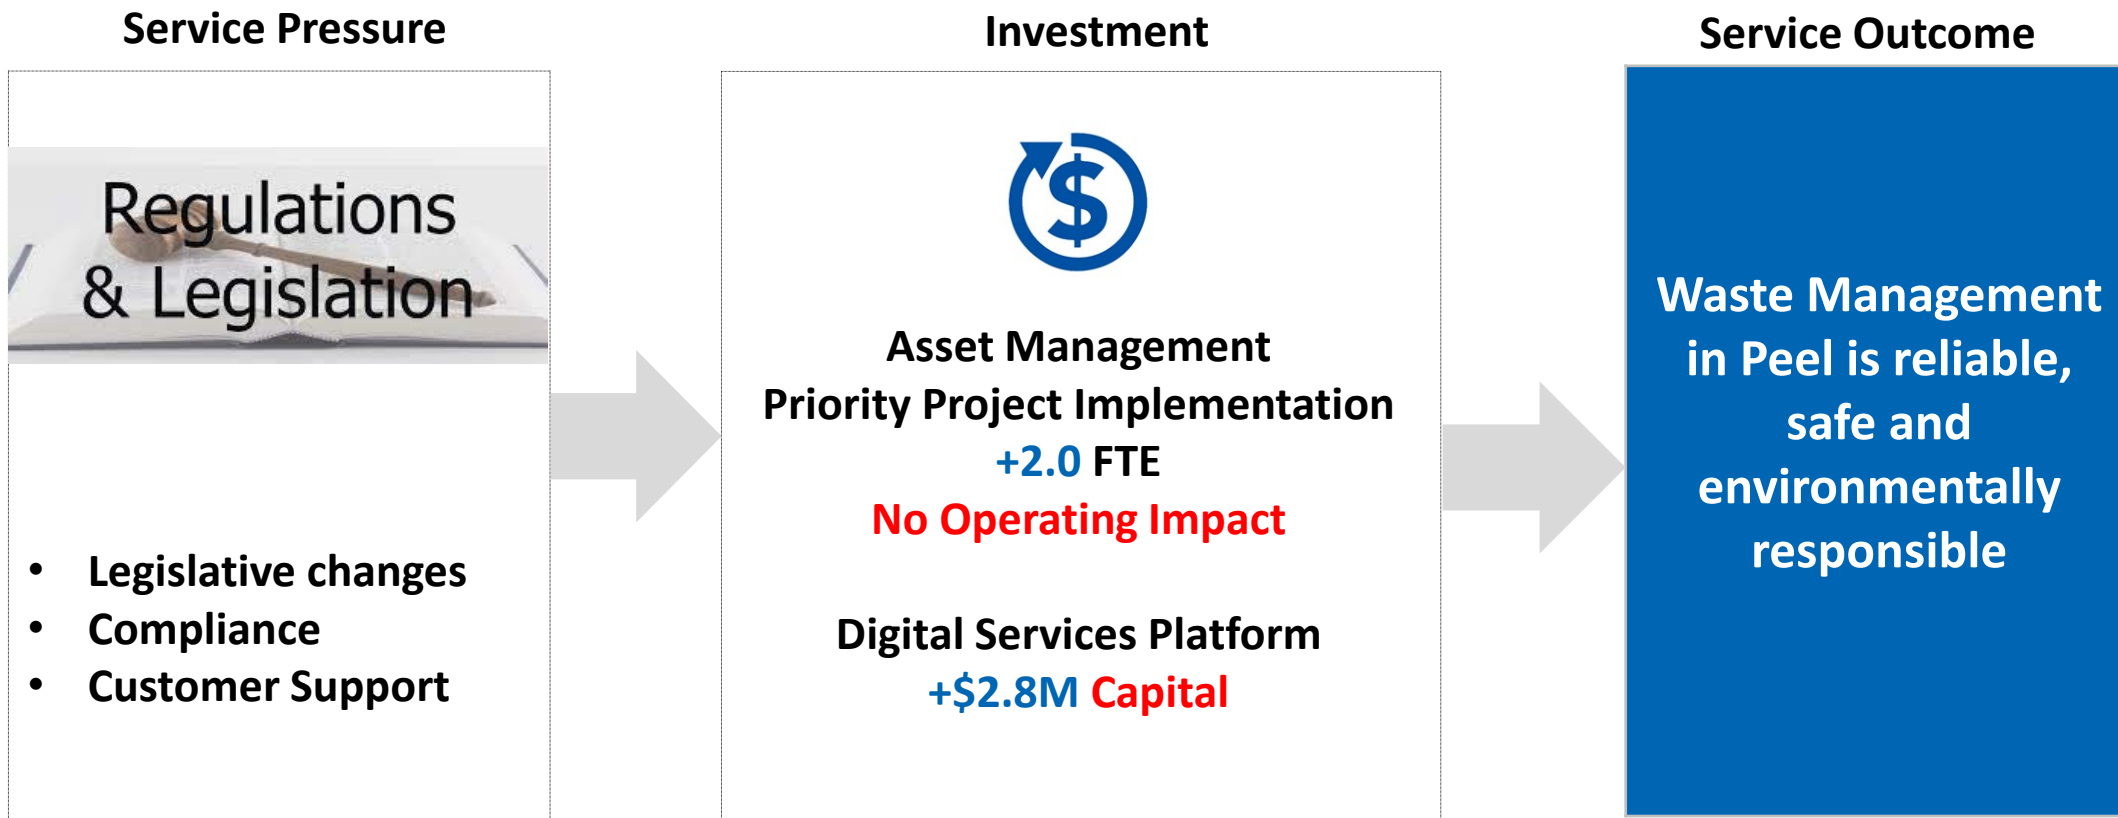 Service Pressure
Regulations
& Legislation
• Legislative changes
• Compliance
• Customer Support
Investment
$
Asset Management
Priority Project Implementation
+2.0 FTE
No Operating Impact
Digital Services Platform
+$2.8M Capital
Service Outcome
Waste Management
in Peel is reliable,
safe and
environmentally
responsible